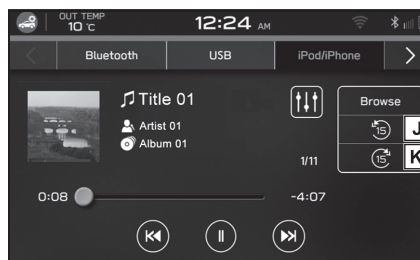 OUT TEMP
10 °C
12:24 AM
Bluetooth
USB
iPod/iPhone
Title 01
Artist 01
Album 01
Browse
15
J
15
K
1/11
0:08
-4:07